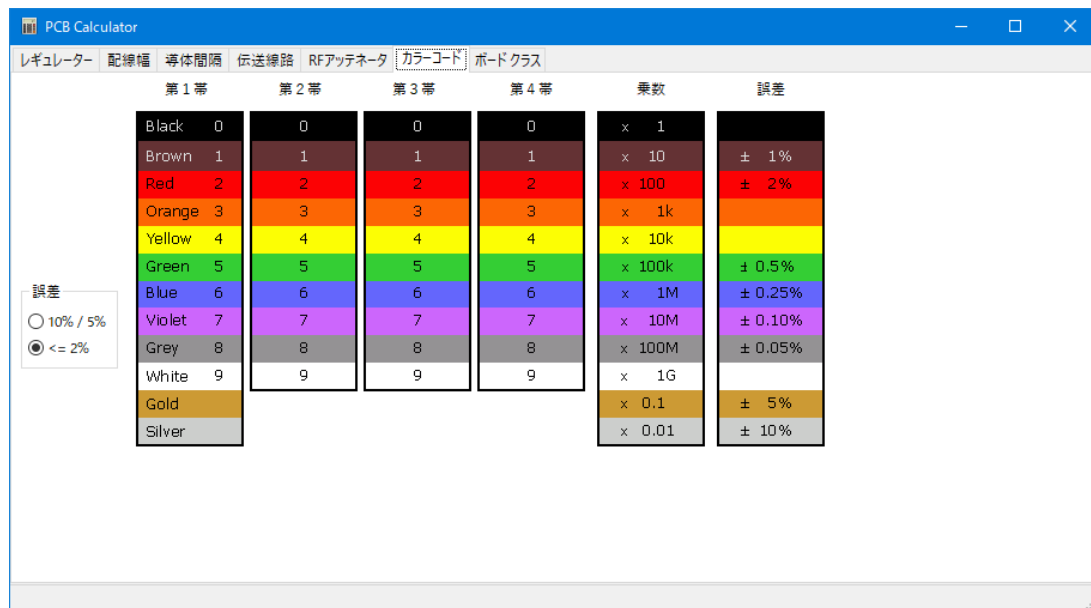 PCB Calculator
レギュレーター 配線幅 導体間隔 伝送線路 RFアッテネータ カラーコード ボードクラス
第1帯 第2帯 第3帯 第4帯 乗数 誤差
Black 0 0 0 0 x 1
Brown 1 1 1 1 x 10 ± 1%
Red 2 2 2 2 x 100 ± 2%
Orange 3 3 3 3 x 1k
Yellow 4 4 4 4 x 10k
Green 5 5 5 5 x 100k ± 0.5%
誤差
Blue 6 6 6 6 x 1M ± 0.25%
10% / 5%
Violet 7 7 7 7 x 10M ± 0.10%
<= 2%
Grey 8 8 8 8 x 100M ± 0.05%
White 9 9 9 9 x 1G
Gold x 0.1 ± 5%
Silver x 0.01 ± 10%